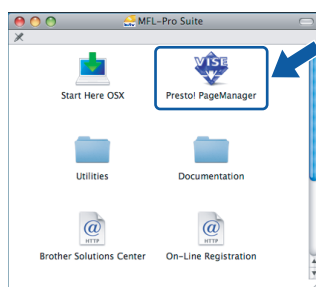 MFL-Pro Suite
VISE
Start Here OSX
Presto! PageManager
Utilities
Documentation
@
HTTP
@
HTTP
Brother Solutions Center
On-Line Registration